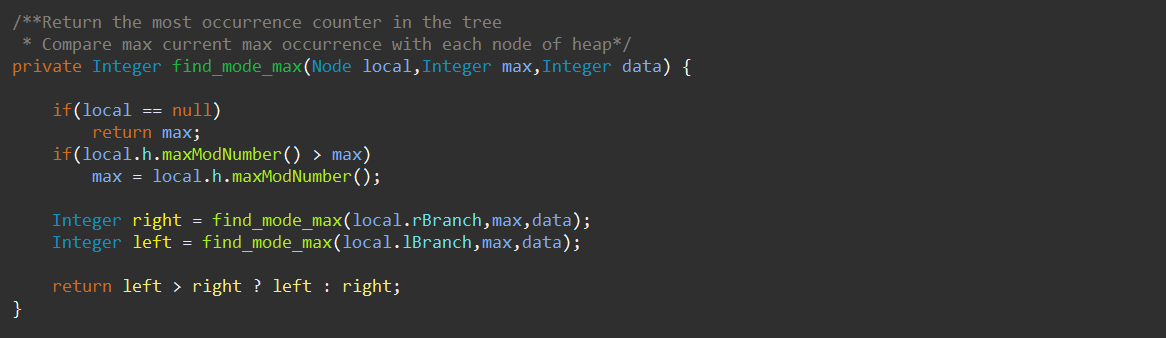 /**Return the most occurrence counter in the tree
 * Compare max current max occurrence with each node of heap*/
private Integer find_mode_max(Node local,Integer max,Integer data) {
    if(local == null)
        return max;
    if(local.h.maxModNumber() > max)
        max = local.h.maxModNumber();
    Integer right = find_mode_max(local.rBranch,max,data);
    Integer left = find_mode_max(local.lBranch,max,data);
    return left > right ? left : right;
}